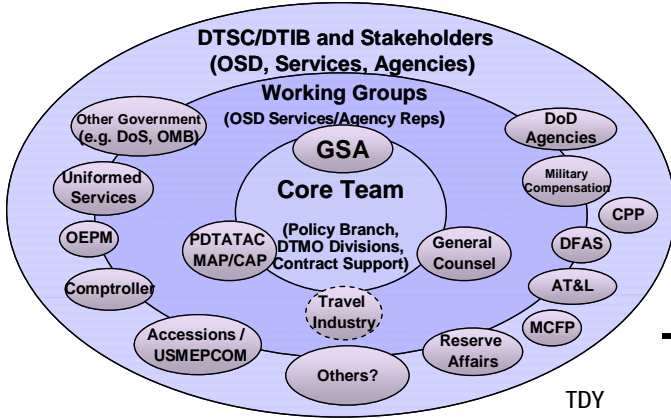 DTSC/DTIB and Stakeholders
(OSD, Services, Agencies)
Working Groups
(OSD Services/Agency Reps)
Other Government
(e.g. DoS, OMB)
DoD
Agencies
GSA
Uniformed
Services
Military
Compensation
Core Team
CPP
(Policy Branch,
DTMO Divisions,
Contract Support)
OEPM
PDTATAC
MAP/CAP
General
Counsel
DFAS
Comptroller
AT&L
Travel
Industry
MCFP
Accessions /
USMEPCOM
Reserve
Affairs
Others?
TDY